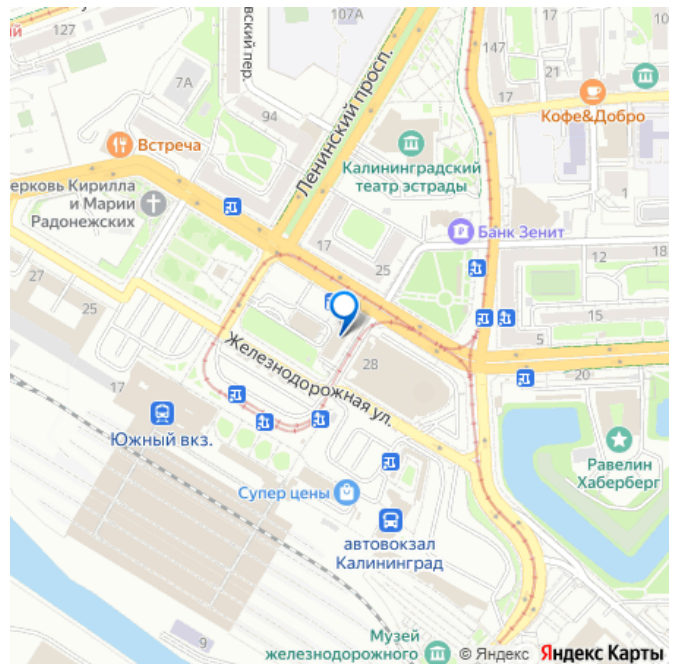 107А
127
147
10
21
17
7А
94
Кофе&Добро
Встреча
Ленинский просп.
Калининградский
театр эстрады
ерковь Кирилла
и Марии
Радонежских
1
17
Банк Зенит
25
12
18
27
25
5
Железнодорожная ул.
28
17
20
Южный вкз.
Равелин
Хаберберг
Супер цены
автовокзал
Калининград
9
Музей
железнодорожного
© Яндекс Яндекс Карты